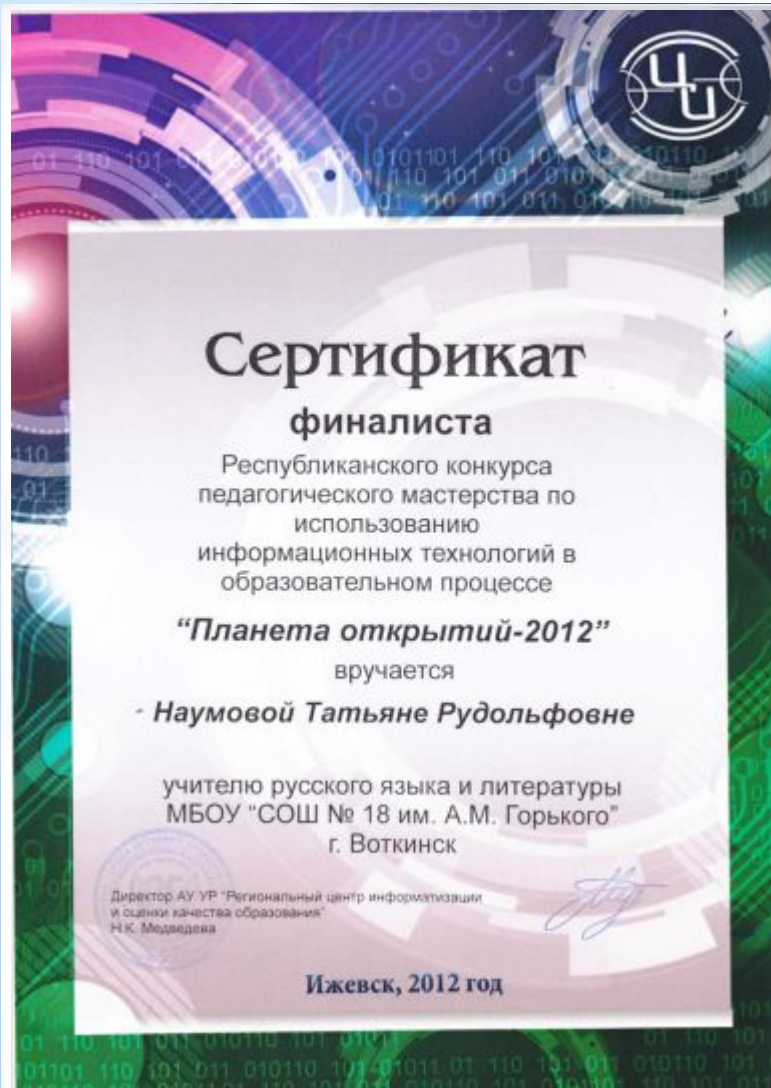 ЦИ
Сертификат
финалиста
Республиканского конкурса
педагогического мастерства по
использованию
информационных технологий в
образовательном процессе
“Планета открытий-2012”
вручается
- Наумовой Татьяне Рудольфовне
учителю русского языка и литературы
МБОУ “СОШ № 18 им. А.М. Горького”
г. Воткинск
Директор АУ УР “Региональный центр информатизации
и оценки качества образования”
Н.К. Медведева
Ижевск, 2012 год